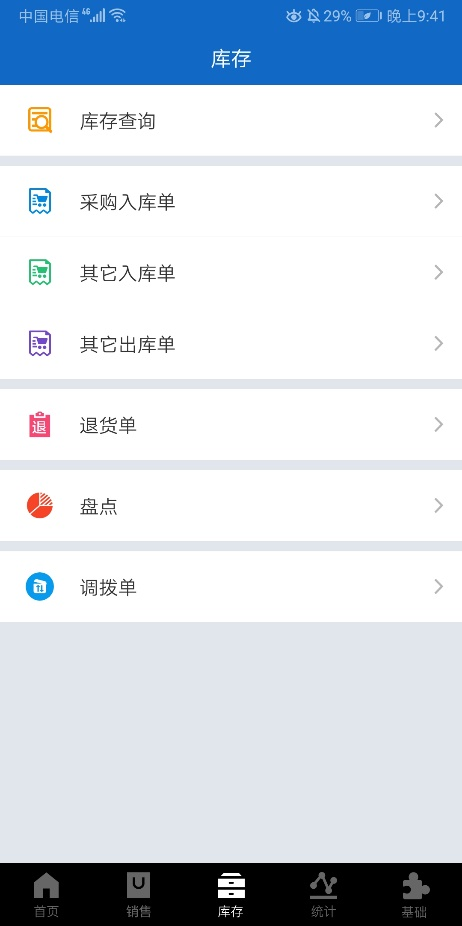 中国电信 46 29% 晚上9:41
库存
库存查询
采购入库单
其它入库单
其它出库单
退 退货单
盘点
调拨单
首页 销售 库存 统计 基础